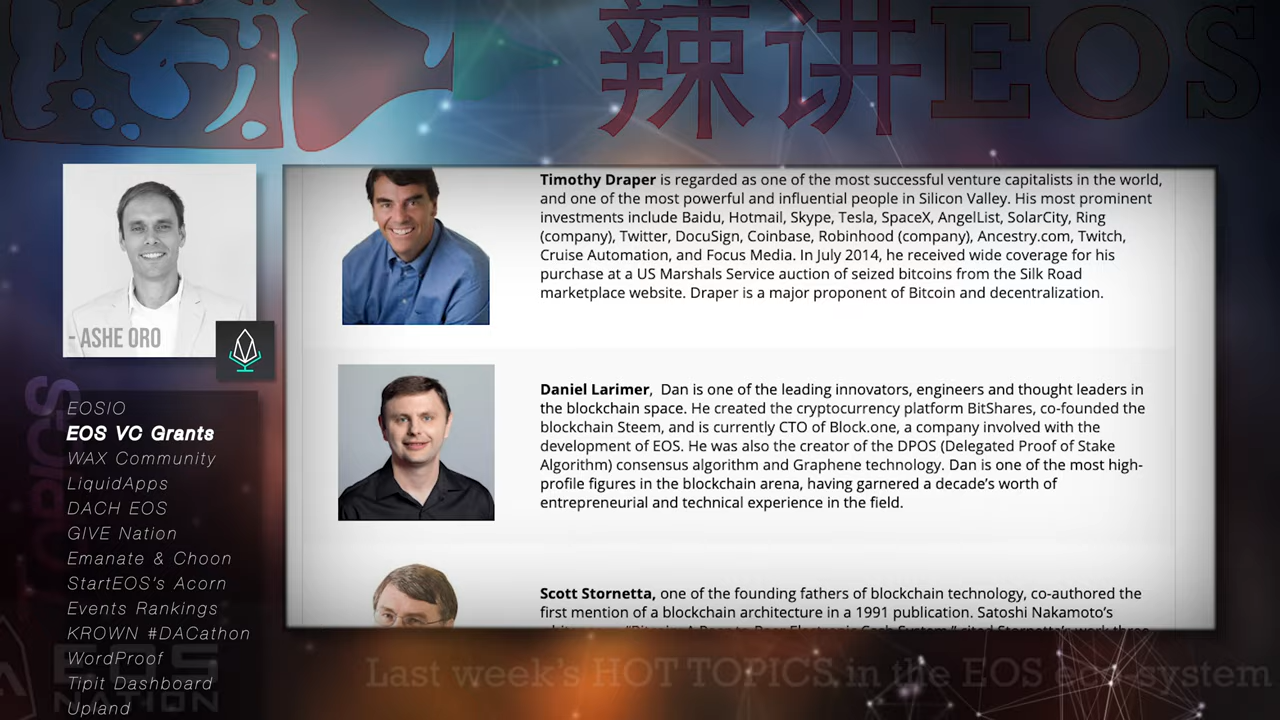 辣讲EOS
- ASHE ORO
TOPICS
EOSIO
EOS VC Grants
WAX Community
LiquidApps
DACH EOS
GIVE Nation
Emanate & Choon
StartEOS's Acorn
Events Rankings
KROWN #DACathon
WordProof
Tipit Dashboard
Upland
EOS
NATION
Timothy Draper is regarded as one of the most successful venture capitalists in the world,
and one of the most powerful and influential people in Silicon Valley. His most prominent
investments include Baidu, Hotmail, Skype, Tesla, SpaceX, AngelList, SolarCity, Ring
(company), Twitter, DocuSign, Coinbase, Robinhood (company), Ancestry.com, Twitch,
Cruise Automation, and Focus Media. In July 2014, he received wide coverage for his
purchase at a US Marshals Service auction of seized bitcoins from the Silk Road
marketplace website. Draper is a major proponent of Bitcoin and decentralization.
Daniel Larimer, Dan is one of the leading innovators, engineers and thought leaders in
the blockchain space. He created the cryptocurrency platform BitShares, co-founded the
blockchain Steem, and is currently CTO of Block.one, a company involved with the
development of EOS. He was also the creator of the DPOS (Delegated Proof of Stake
Algorithm) consensus algorithm and Graphene technology. Dan is one of the most high-
profile figures in the blockchain arena, having garnered a decade's worth of
entrepreneurial and technical experience in the field.
Scott Stornetta, one of the founding fathers of blockchain technology, co-authored the
first mention of a blockchain architecture in a 1991 publication. Satoshi Nakamoto's
Last week's HOT TOPICS in the EOS eco-system